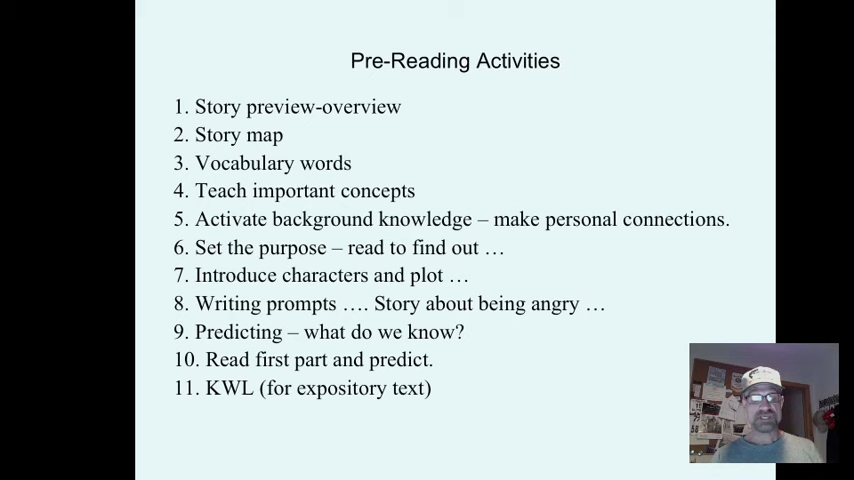 Pre-Reading Activities
1. Story preview-overview
2. Story map
3. Vocabulary words
4. Teach important concepts
5. Activate background knowledge – make personal connections.
6. Set the purpose – read to find out …
7. Introduce characters and plot …
8. Writing prompts …. Story about being angry …
9. Predicting – what do we know?
10. Read first part and predict.
11. KWL (for expository text)